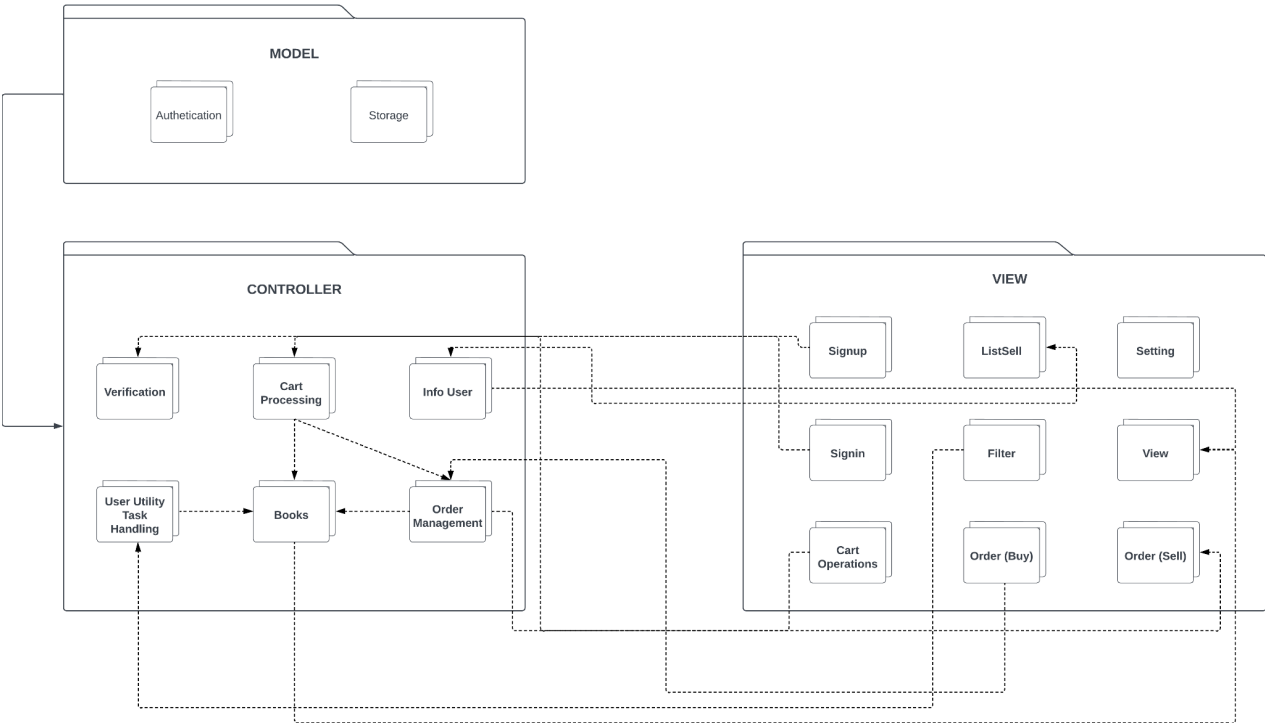 MODEL
Authetication
Storage
CONTROLLER
Verification
Cart
Processing
Info User
User Utility
Task
Handling
Books
Order
Management
VIEW
Signup
ListSell
Setting
Signin
Filter
View
Cart
Operations
Order (Buy)
Order (Sell)